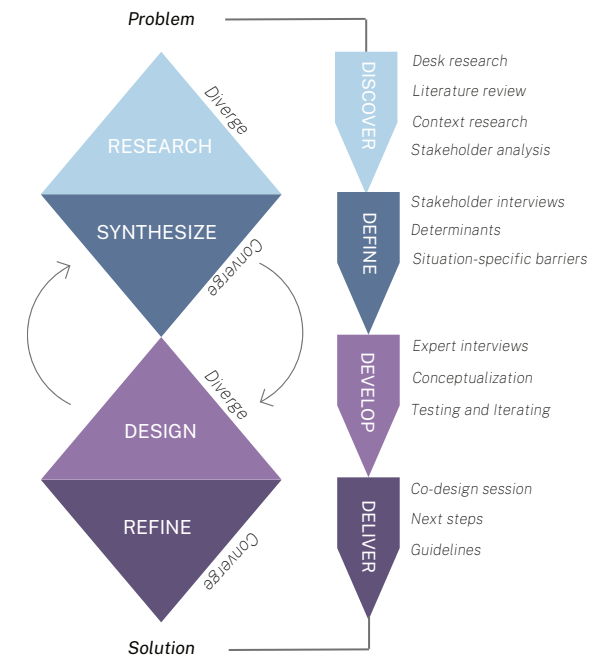 Problem
Diverge
RESEARCH
SYNTHESIZE
Converge
Diverge
DESIGN
REFINE
Converge
Solution
DISCOVER
Desk research
Literature review
Context research
Stakeholder analysis
DEFINE
Stakeholder interviews
Determinants
Situation-specific barriers
DEVELOP
Expert interviews
Conceptualization
Testing and Iterating
DELIVER
Co-design session
Next steps
Guidelines